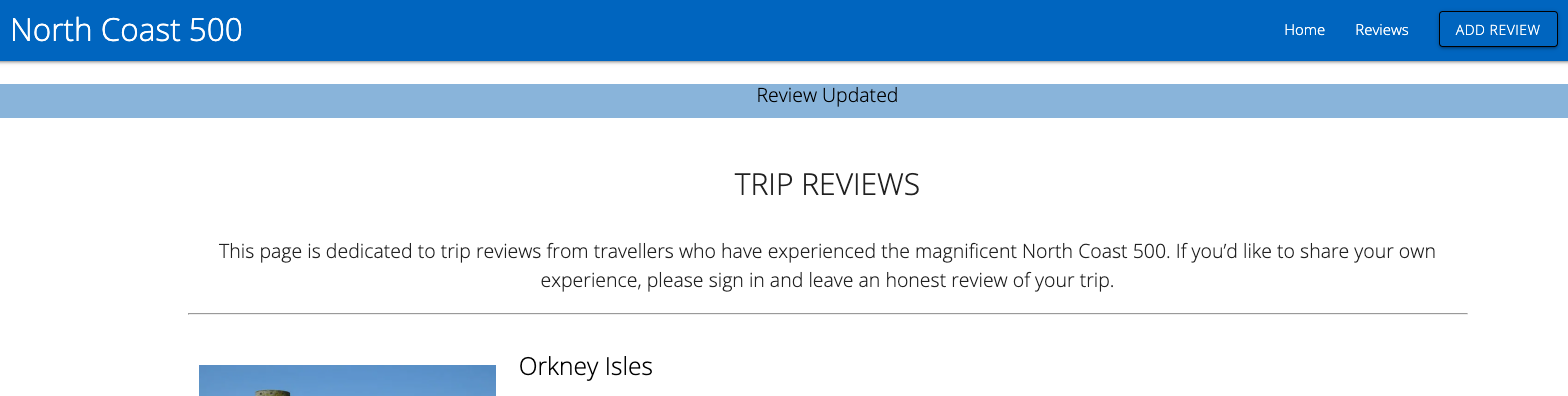 North Coast 500
Home
Reviews
ADD REVIEW
Review Updated
TRIP REVIEWS
This page is dedicated to trip reviews from travellers who have experienced the magnificent North Coast 500. If you’d like to share your own
experience, please sign in and leave an honest review of your trip.
Orkney Isles